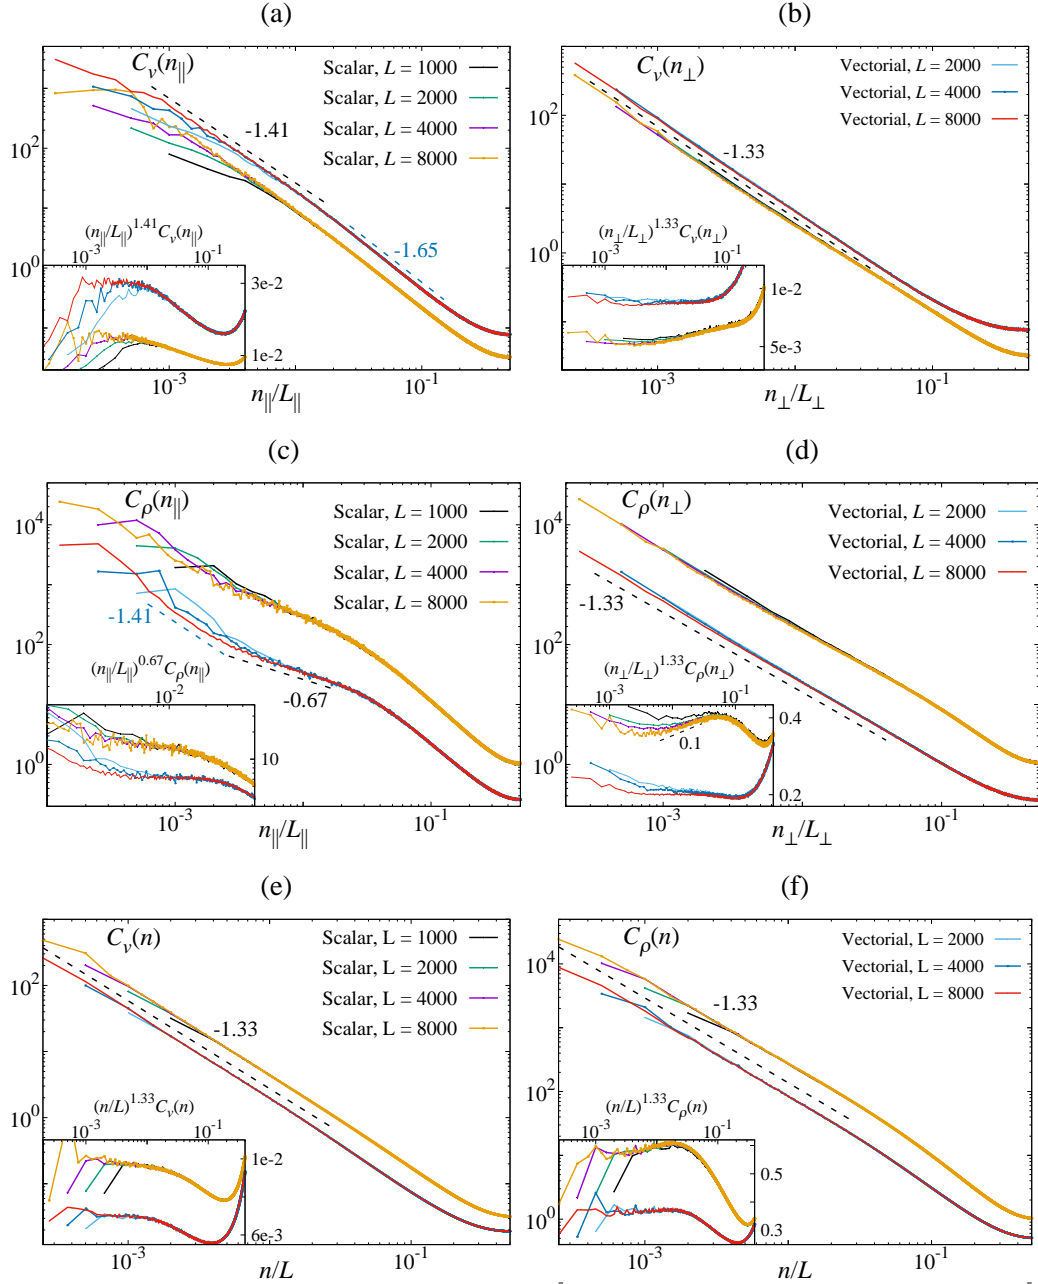 (a)
C_v(n_∥)
Scalar, L = 1000
Scalar, L = 2000
Scalar, L = 4000
Scalar, L = 8000
-1.41
-1.65
10^2
10^0
(n_∥/L_∥)^1.41 C_v(n_∥)
10^-3 10^-1
3e-2
1e-2
10^-3 10^-1
n_∥/L_∥
(b)
C_v(n_⊥)
Vectorial, L = 2000
Vectorial, L = 4000
Vectorial, L = 8000
-1.33
10^2
10^0
(n_⊥/L_⊥)^1.33 C_v(n_⊥)
10^-3 10^-1
1e-2
5e-3
10^-3 10^-1
n_⊥/L_⊥
(c)
C_ρ(n_∥)
Scalar, L = 1000
Scalar, L = 2000
Scalar, L = 4000
Scalar, L = 8000
10^4
10^2
10^0
-1.41
-0.67
(n_∥/L_∥)^0.67 C_ρ(n_∥)
10^-2
10
10^-3 10^-1
n_∥/L_∥
(d)
C_ρ(n_⊥)
Vectorial, L = 2000
Vectorial, L = 4000
Vectorial, L = 8000
10^4
10^2
10^0
-1.33
(n_⊥/L_⊥)^1.33 C_ρ(n_⊥)
10^-3 10^-1
0.4
0.1
0.2
10^-3 10^-1
n_⊥/L_⊥
(e)
C_v(n)
Scalar, L = 1000
Scalar, L = 2000
Scalar, L = 4000
Scalar, L = 8000
10^2
10^0
-1.33
(n/L)^1.33 C_v(n)
10^-3 10^-1
1e-2
6e-3
10^-3 10^-2 10^-1
n/L
(f)
C_ρ(n)
Vectorial, L = 2000
Vectorial, L = 4000
Vectorial, L = 8000
10^4
10^2
10^0
-1.33
(n/L)^1.33 C_ρ(n)
10^-3 10^-1
0.5
0.3
10^-3 10^-2 10^-1
n/L